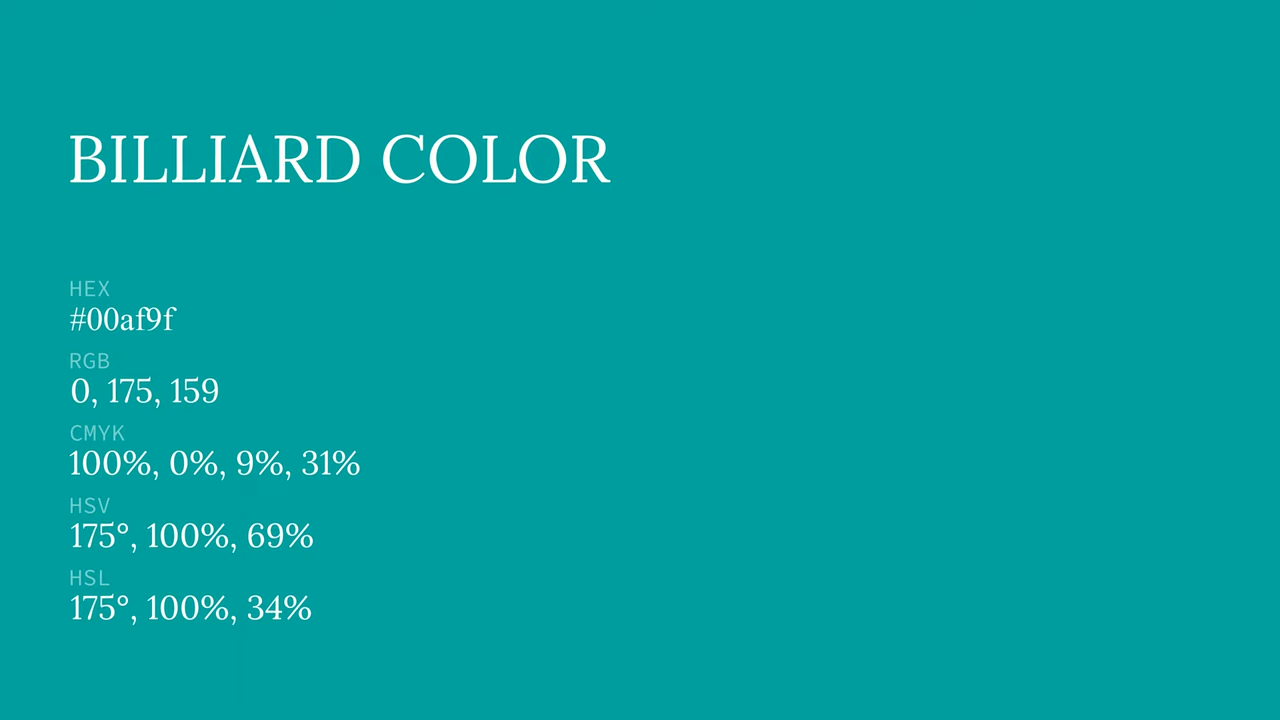 BILLIARD COLOR
HEX
#00af9f
RGB
0, 175, 159
CMYK
100%, 0%, 9%, 31%
HSV
175°, 100%, 69%
HSL
175°, 100%, 34%